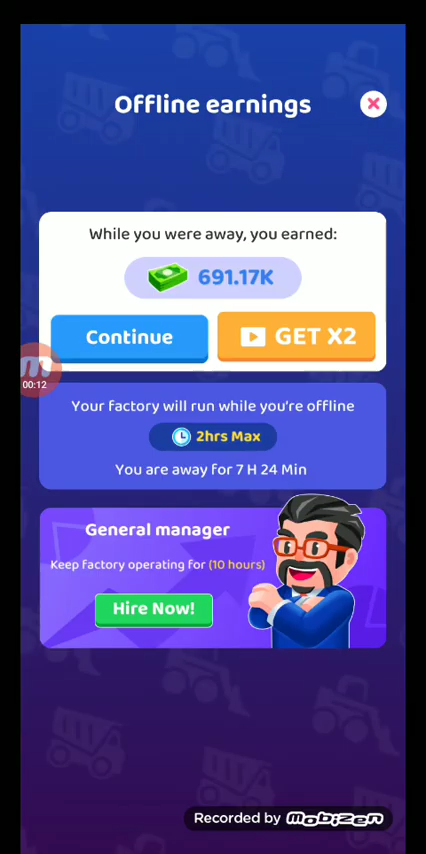 Offline earnings
While you were away, you earned:
691.17K
Continue
GET X2
00:12
Your factory will run while you're offline
2hrs Max
You are away for 7 H 24 Min
General manager
Keep factory operating for (10 hours)
Hire Now!
Recorded by Mobizen